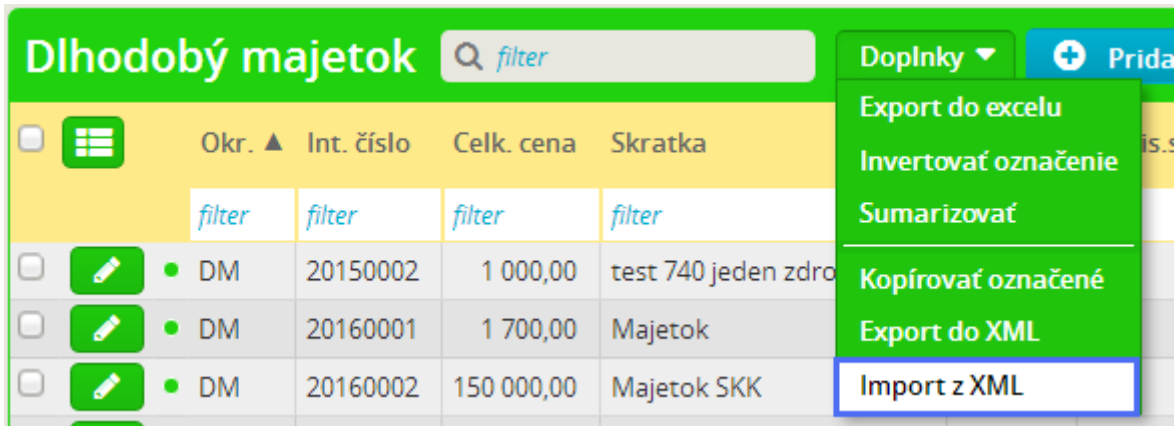 Dlhodobý majetok filter Doplnky Prida
Export do excelu
Invertovať označenie
Sumarizovať
Kopírovať označené
Export do XML
Import z XML
Okr. Int. číslo Celk. cena Skratka
filter filter filter filter
DM 20150002 1 000,00 test 740 jeden zdro
DM 20160001 1 700,00 Majetok
DM 20160002 150 000,00 Majetok SKK